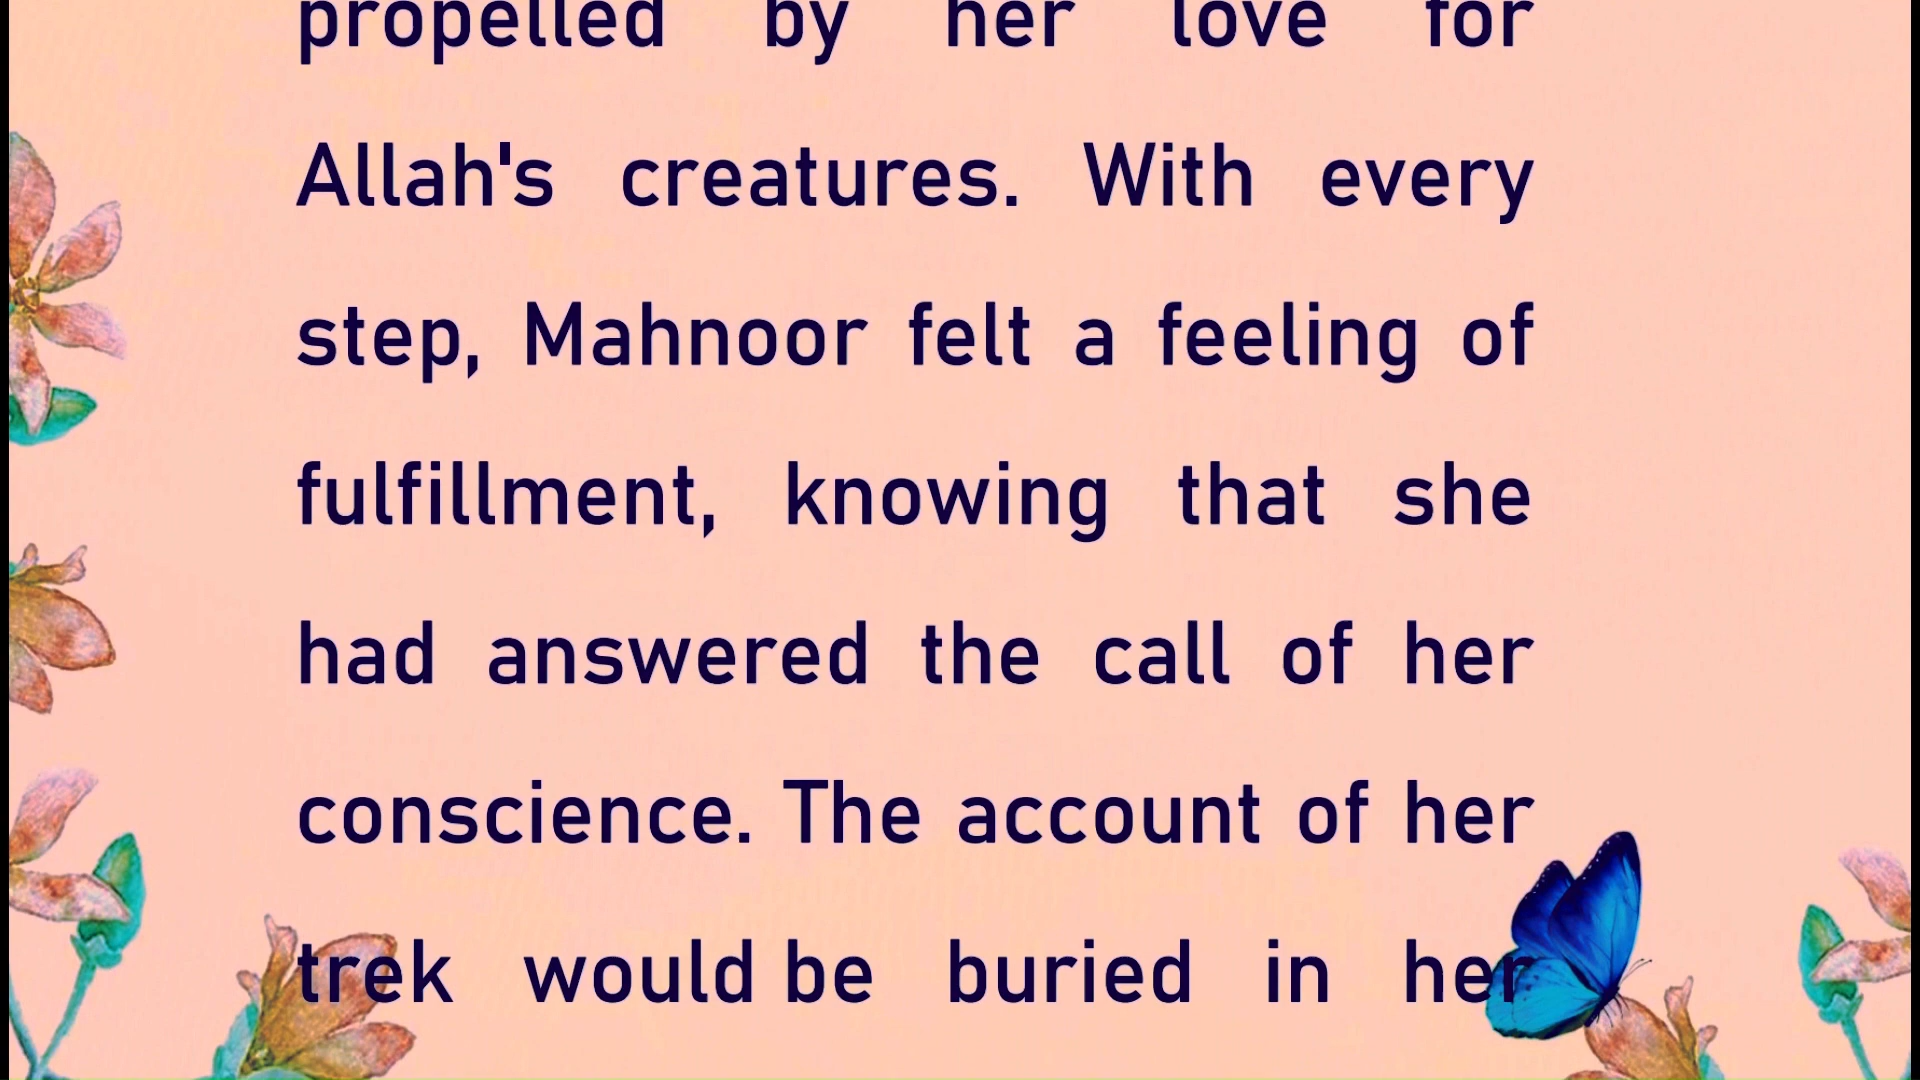 propelled by her love for
Allah's creatures. With every
step, Mahnoor felt a feeling of
fulfillment, knowing that she
had answered the call of her
conscience. The account of her
trek would be buried in her